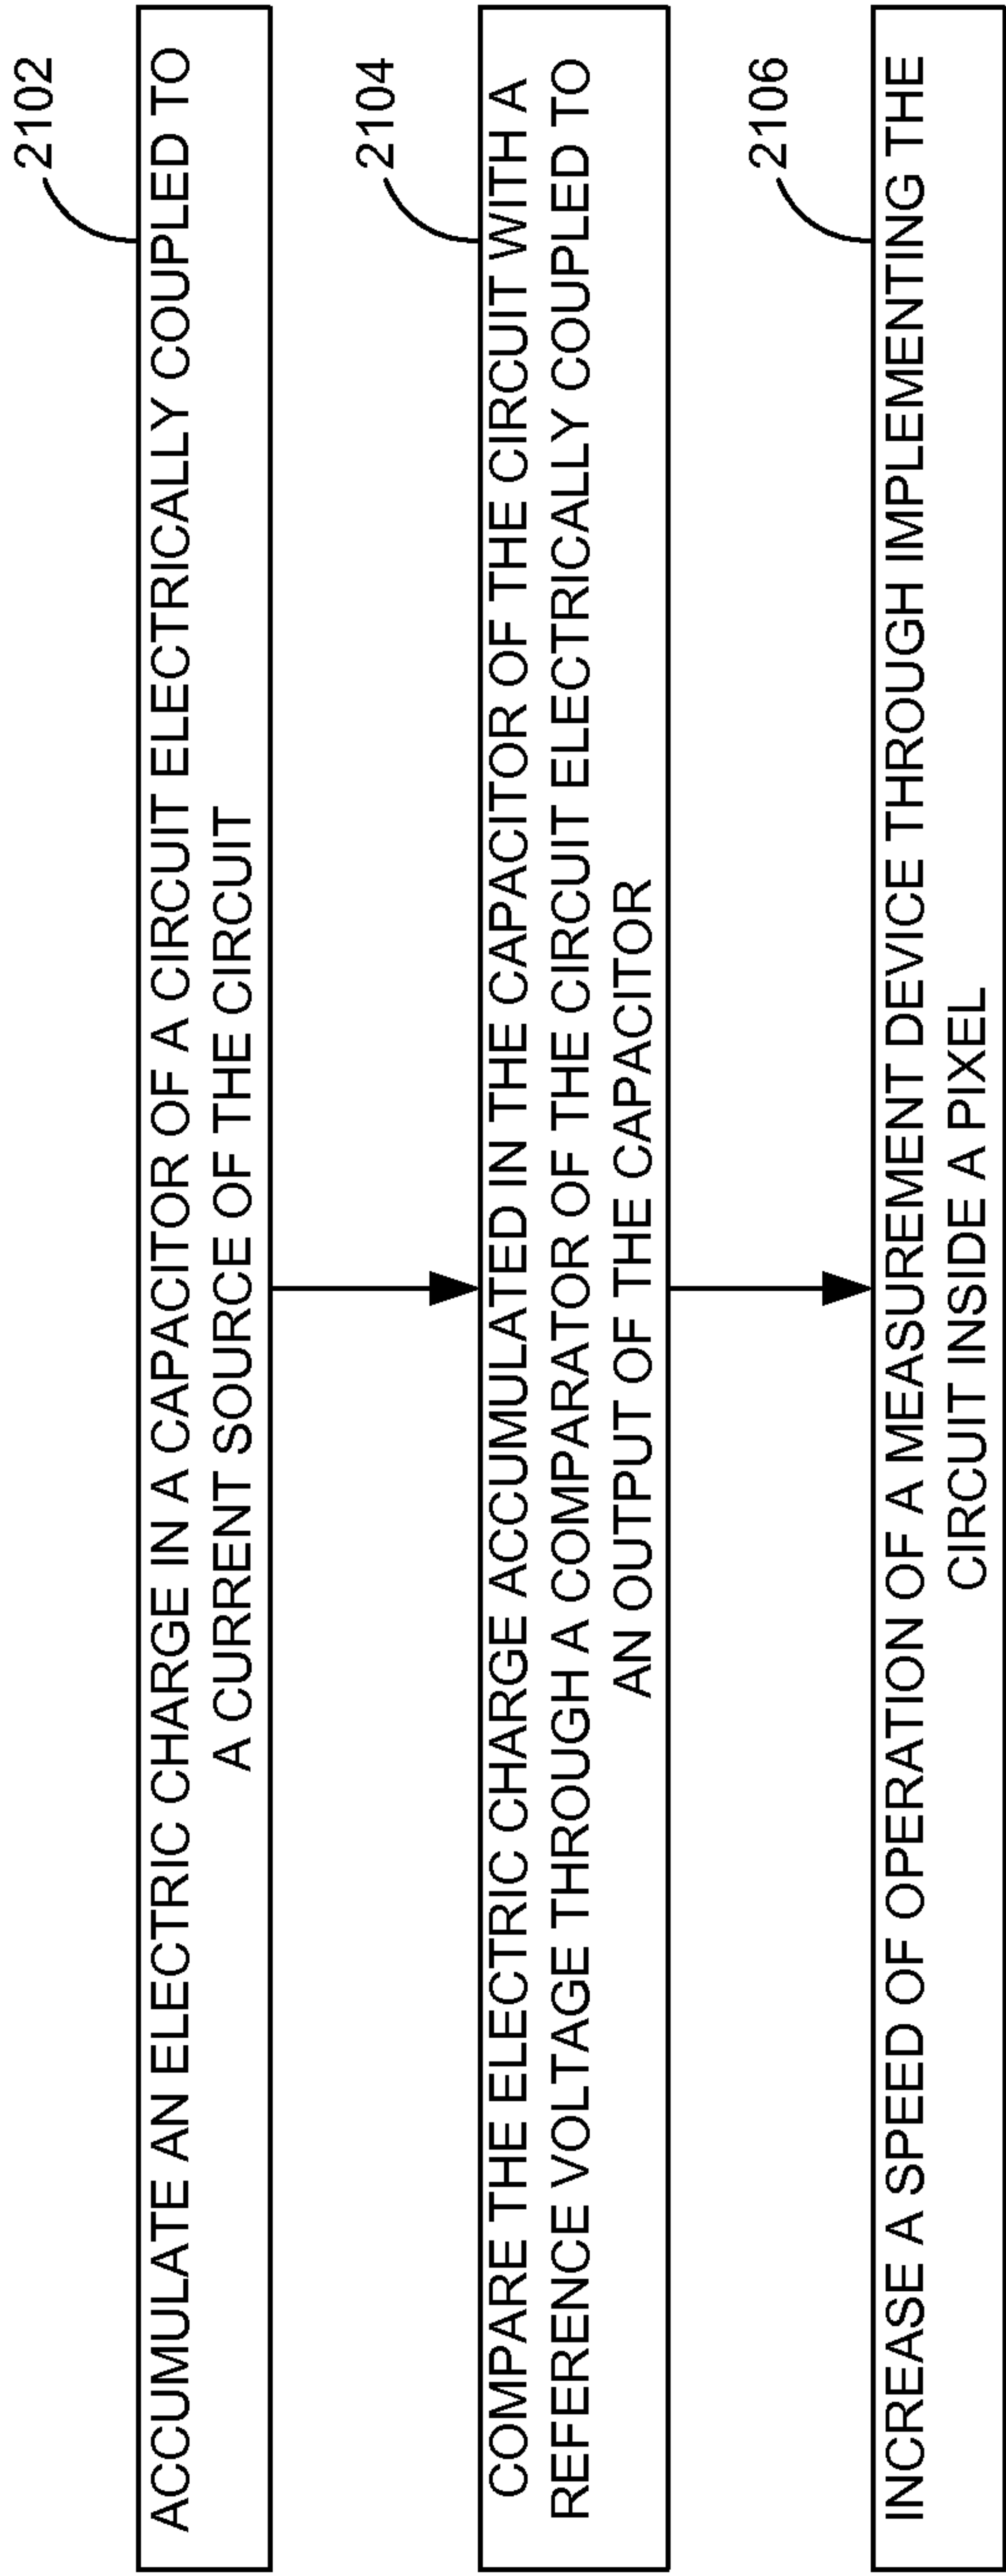 2102
ACCUMULATE AN ELECTRIC CHARGE IN A CAPACITOR OF A CIRCUIT ELECTRICALLY COUPLED TO
A CURRENT SOURCE OF THE CIRCUIT
2104
COMPARE THE ELECTRIC CHARGE ACCUMULATED IN THE CAPACITOR OF THE CIRCUIT WITH A
REFERENCE VOLTAGE THROUGH A COMPARATOR OF THE CIRCUIT ELECTRICALLY COUPLED TO
AN OUTPUT OF THE CAPACITOR
2106
INCREASE A SPEED OF OPERATION OF A MEASUREMENT DEVICE THROUGH IMPLEMENTING THE
CIRCUIT INSIDE A PIXEL